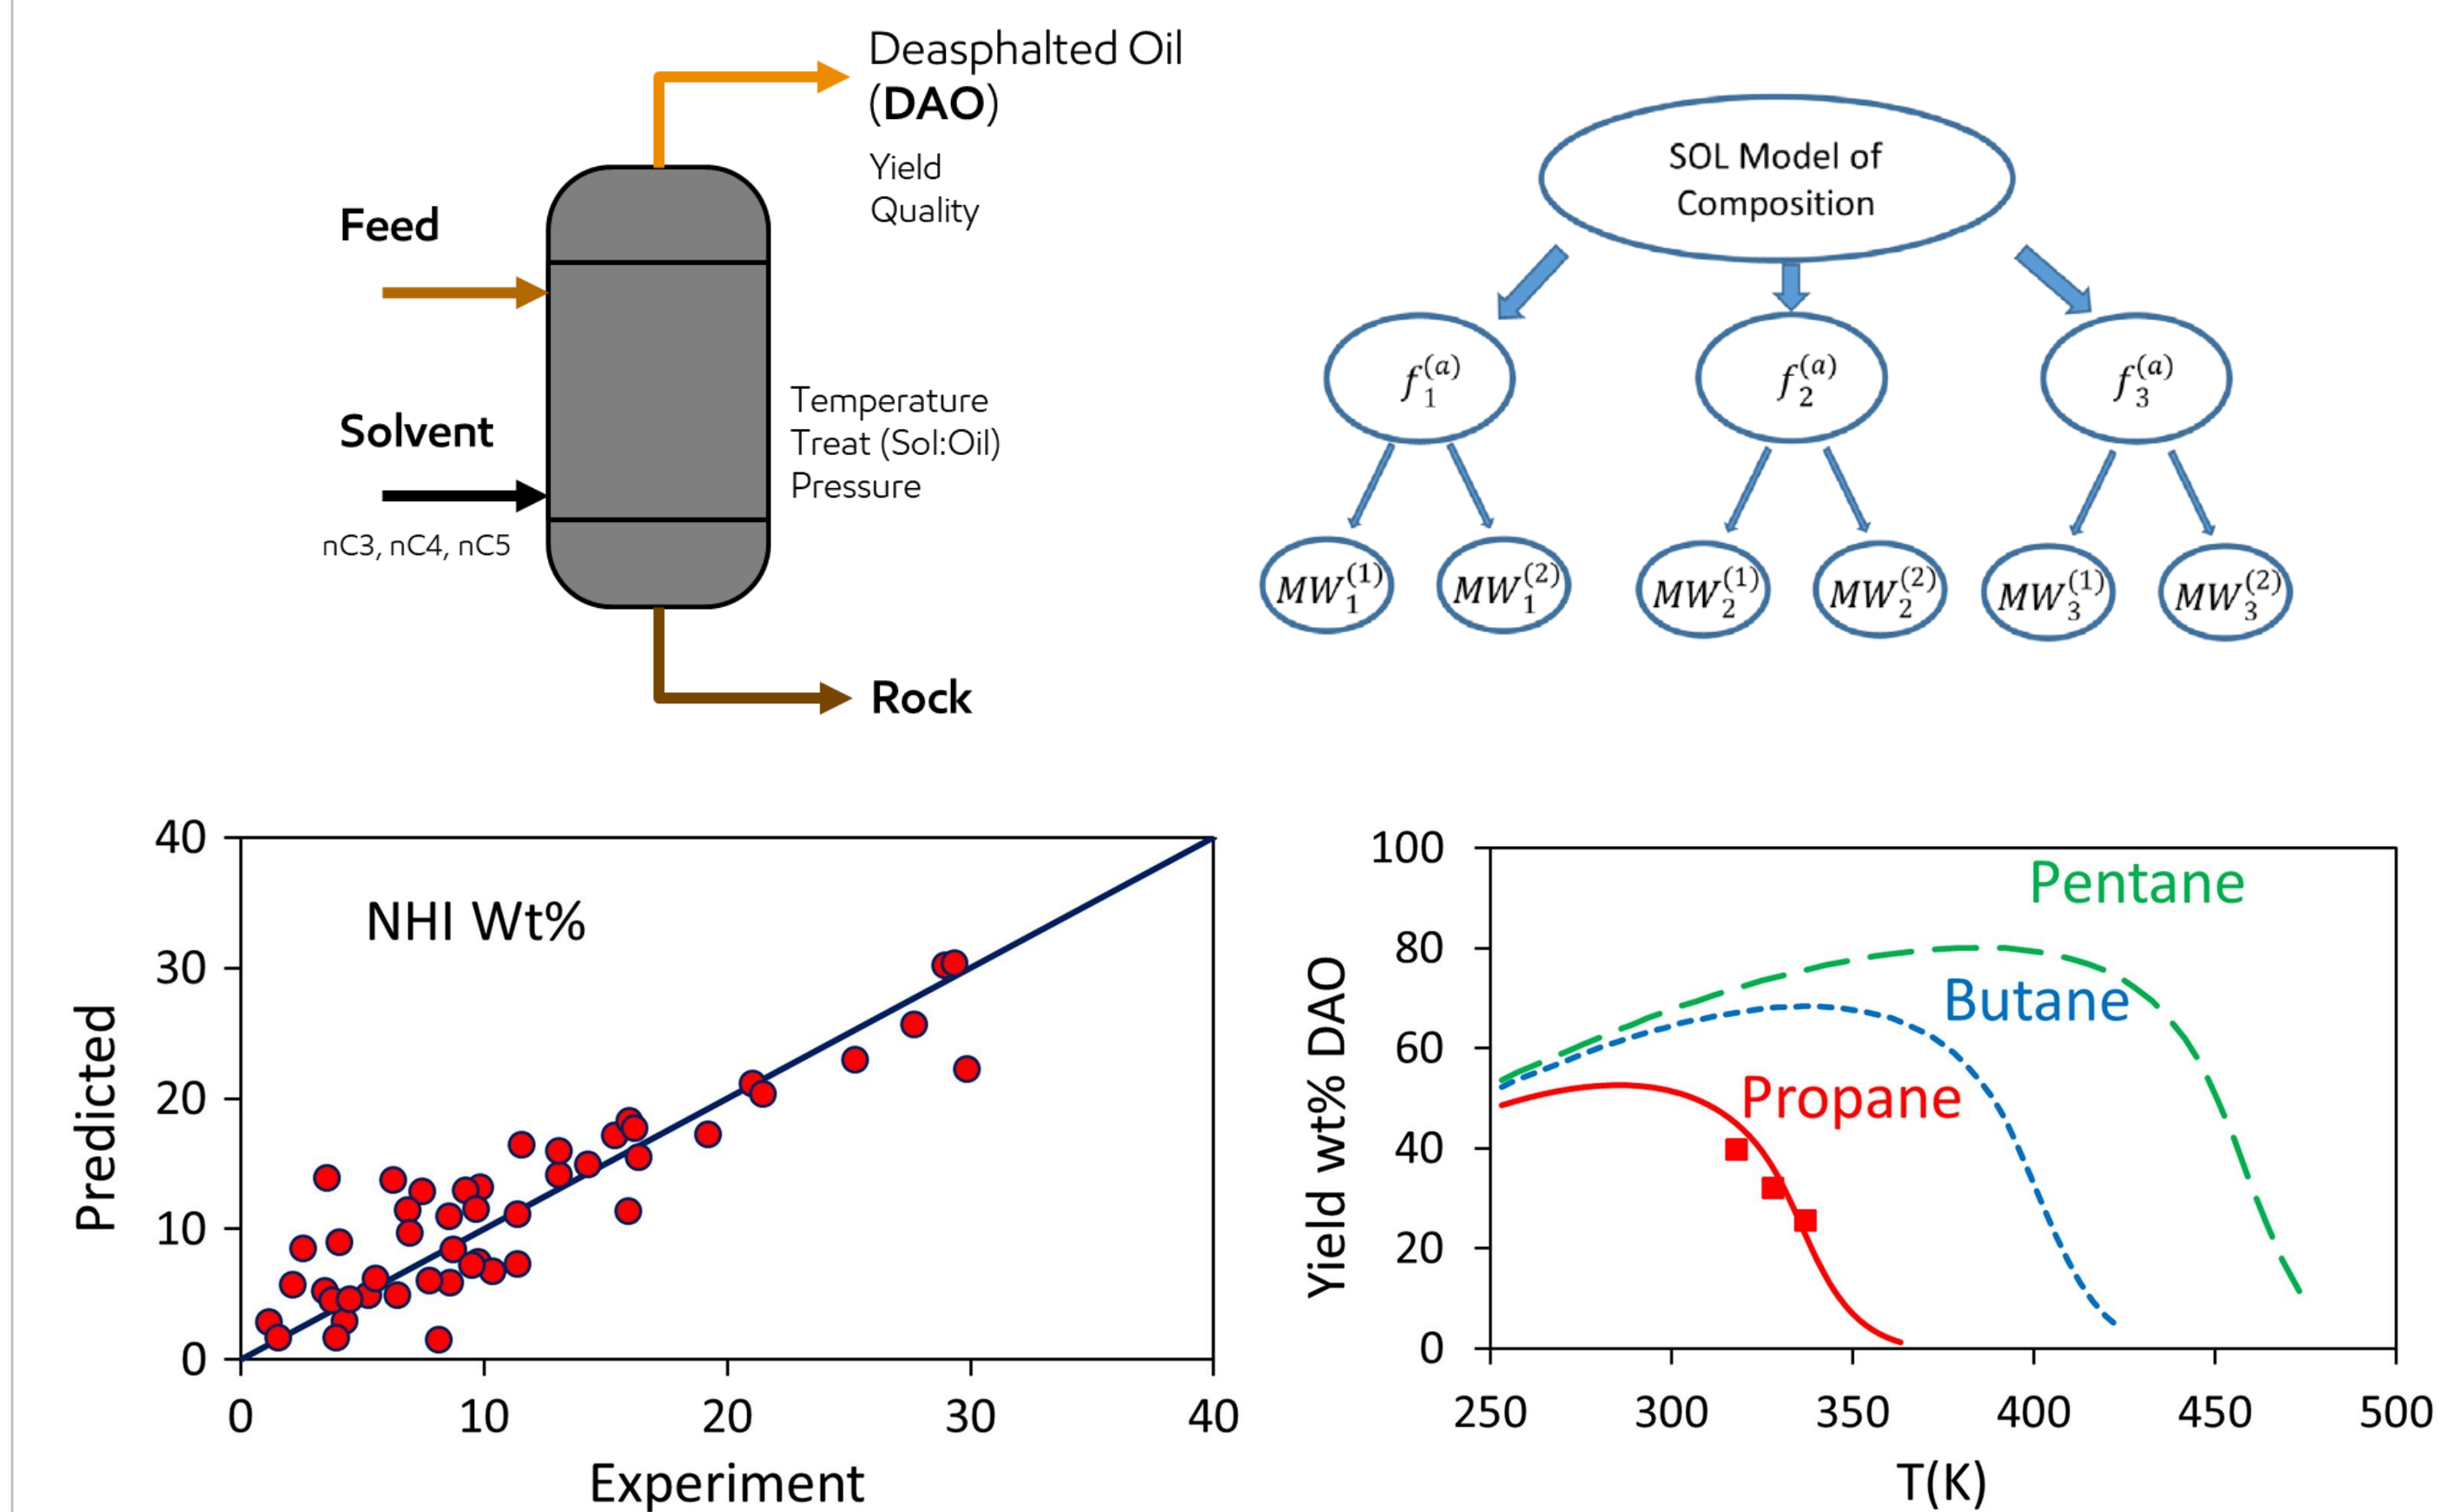 Deasphalted Oil
(DAO)
Yield
Quality
Feed
Solvent
nC3, nC4, nC5
Temperature
Treat (Sol:Oil)
Pressure
Rock
SOL Model of
Composition
f₁⁽ᵃ⁾
f₂⁽ᵃ⁾
f₃⁽ᵃ⁾
MW₁⁽¹⁾
MW₁⁽²⁾
MW₂⁽¹⁾
MW₂⁽²⁾
MW₃⁽¹⁾
MW₃⁽²⁾
NHI Wt%
Predicted
40
30
20
10
0
0 10 20 30 40
Experiment
Yield wt% DAO
100
80
60
40
20
0
Pentane
Butane
Propane
250 300 350 400 450 500
T(K)